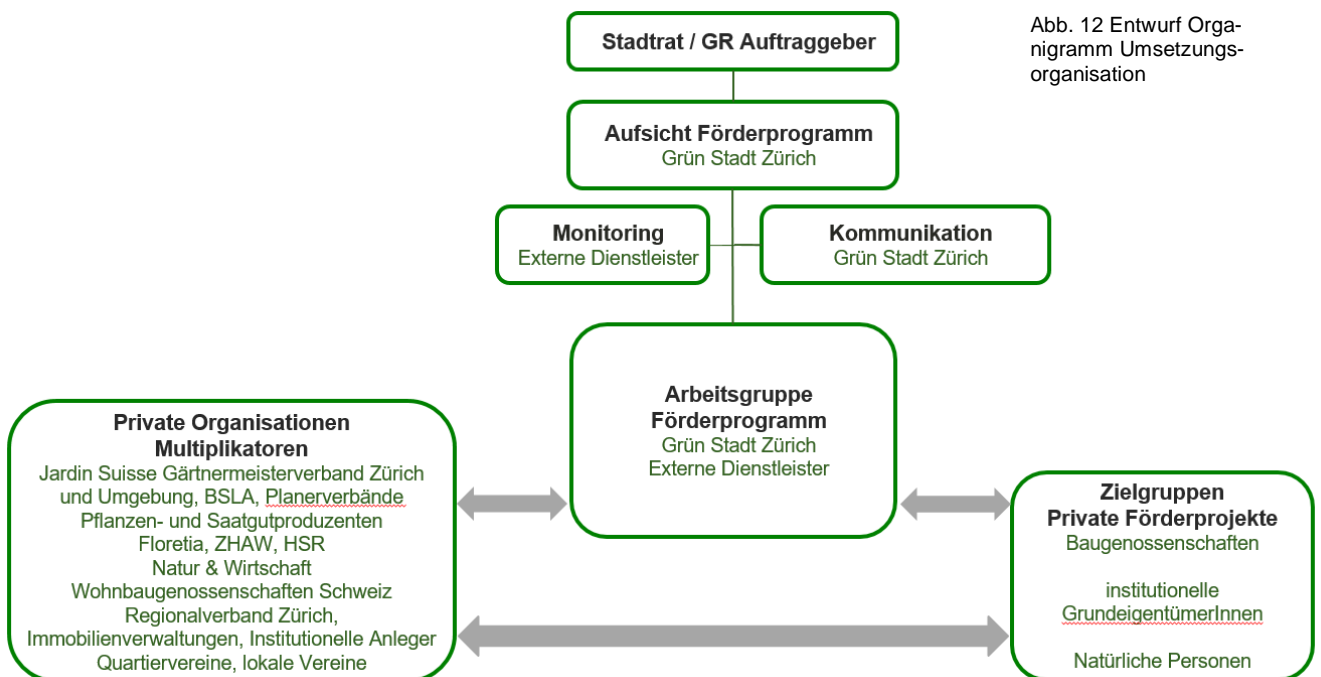 Abb. 12 Entwurf Orga-
nigramm Umsetzungs-
organisation
Stadtrat / GR Auftraggeber
Aufsicht Förderprogramm
Grün Stadt Zürich
Monitoring
Externe Dienstleister
Kommunikation
Grün Stadt Zürich
Arbeitsgruppe
Förderprogramm
Grün Stadt Zürich
Externe Dienstleister
Private Organisationen
Multiplikatoren
Jardin Suisse Gärtnermeisterverband Zürich
und Umgebung, BSLA, Planerverbände
Pflanzen- und Saatgutproduzenten
Floretia, ZHAW, HSR
Natur & Wirtschaft
Wohnbaugenossenschaften Schweiz
Regionalverband Zürich,
Immobilienverwaltungen, Institutionelle Anleger
Quartiervereine, lokale Vereine
Zielgruppen
Private Förderprojekte
Baugenossenschaften
institutionelle
GrundeigentümerInnen
Natürliche Personen